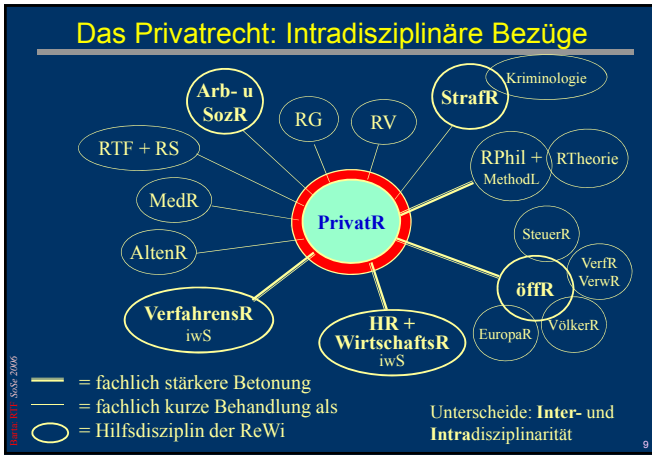 Das Privatrecht: Intradisziplinäre Bezüge
Kriminologie
Arb- u
SozR
StrafR
RG
RV
RTF + RS
RPhil +
MethodL
RTheorie
MedR
PrivatR
SteuerR
AltenR
VerfR
VerwR
öffR
VerfahrensR
iwS
HR +
WirtschaftsR
iwS
EuropaR
VölkerR
= fachlich stärkere Betonung
= fachlich kurze Behandlung als
= Hilfsdisziplin der ReWi
Unterscheide: Inter- und
Intradisziplinarität
Barta: RTF SoSe 2006
9